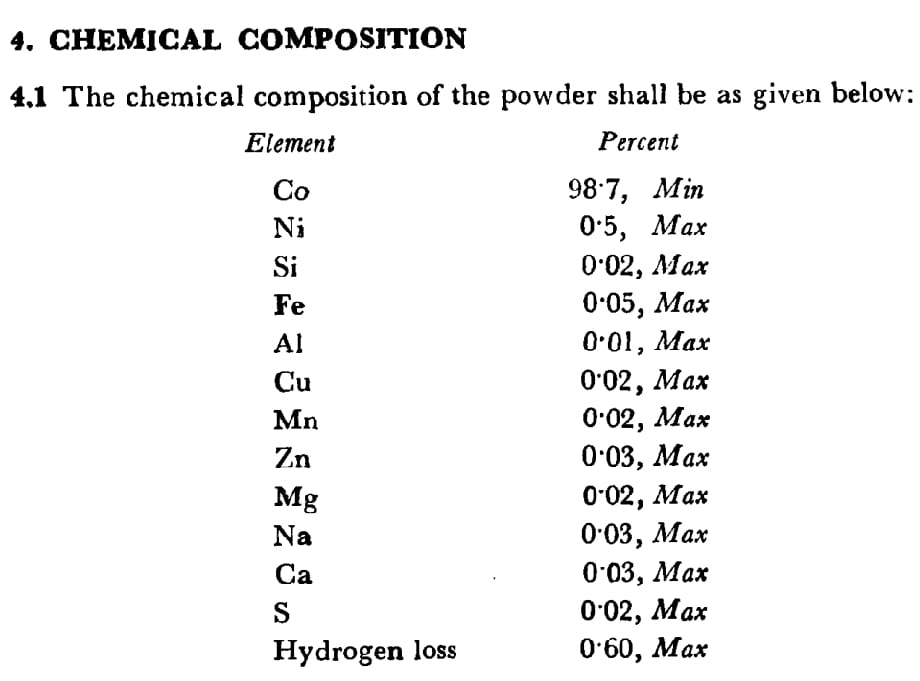 4. CHEMICAL COMPOSITION
4.1 The chemical composition of the powder shall be as given below:
Element Percent
Co 98·7, Min
Ni 0·5, Max
Si 0·02, Max
Fe 0·05, Max
Al 0·01, Max
Cu 0·02, Max
Mn 0·02, Max
Zn 0·03, Max
Mg 0·02, Max
Na 0·03, Max
Ca 0·03, Max
S 0·02, Max
Hydrogen loss 0·60, Max